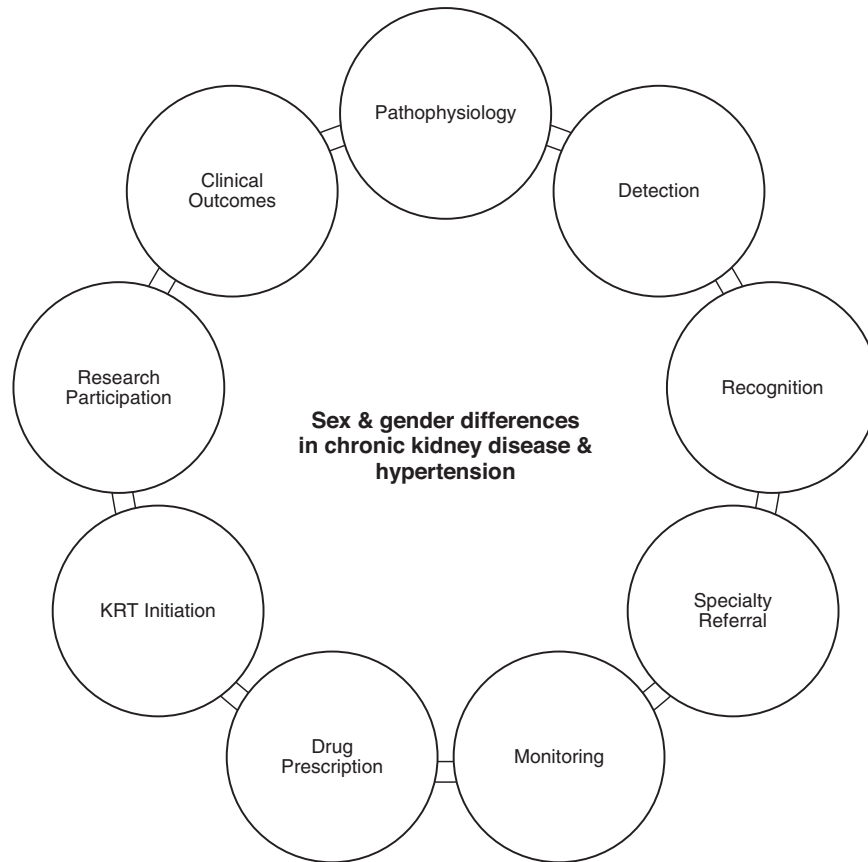 Pathophysiology
Detection
Recognition
Specialty
Referral
Monitoring
Drug
Prescription
KRT Initiation
Research
Participation
Clinical
Outcomes
Sex & gender differences
in chronic kidney disease &
hypertension